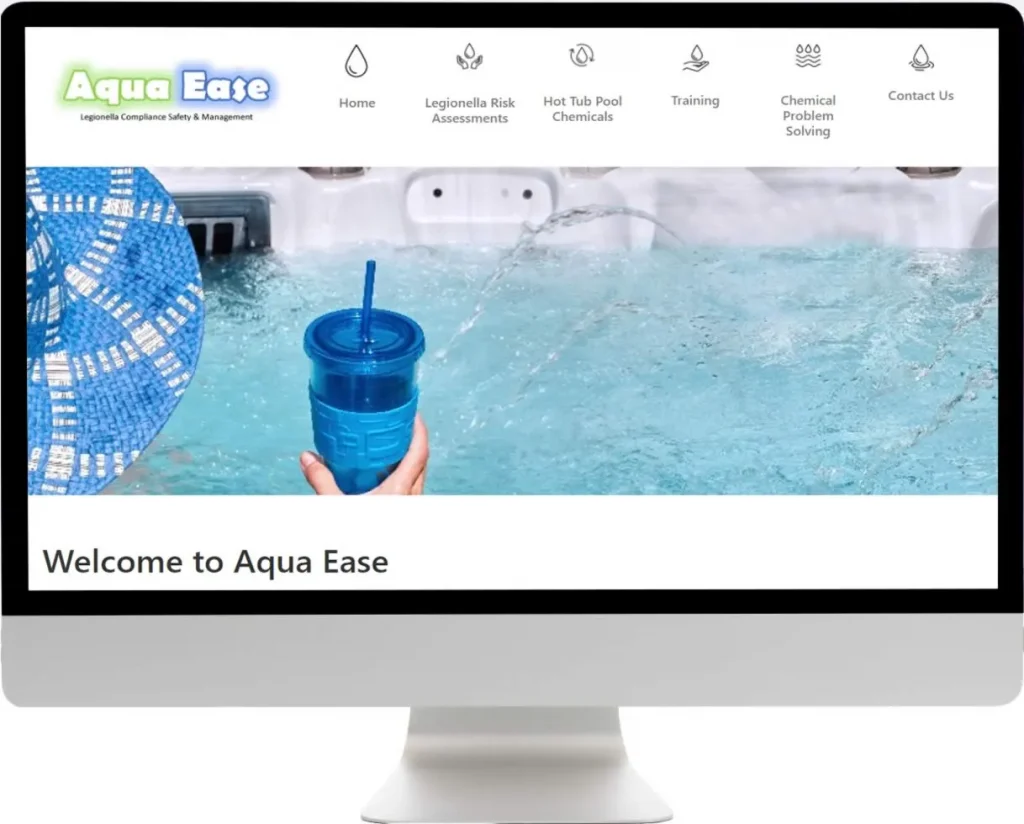 Aqua Ease
Legionella Compliance Safety & Management
Home
Legionella Risk
Assessments
Hot Tub Pool
Chemicals
Training
Chemical
Problem
Solving
Contact Us
Welcome to Aqua Ease